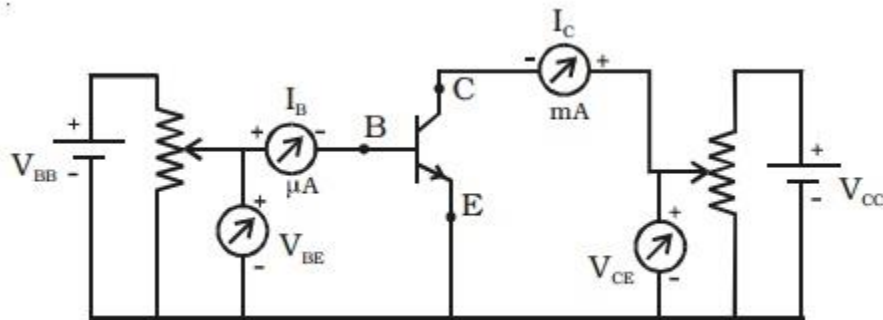 I_C
- +
C
mA
I_B
+ -
B
μA
E
+
V_BB
-
+
V_BE
-
+
V_CE
-
+
V_CC
-